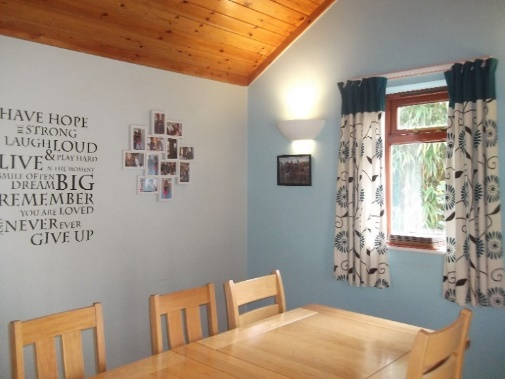 HAVE HOPE
BE STRONG
LAUGH LOUD
LIVE IN THE MOMENT
& PLAY HARD
SMILE OFTEN
DREAM BIG
REMEMBER
YOU ARE LOVED
NEVER EVER
GIVE UP